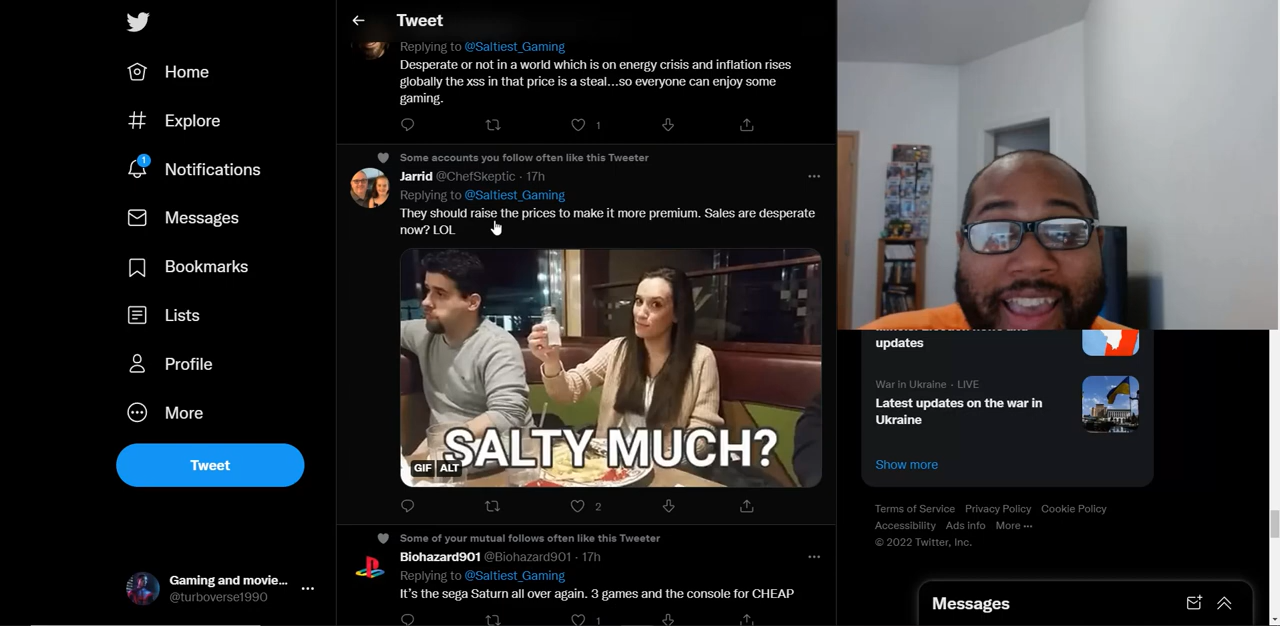 Tweet
Home
Explore
1
Notifications
Messages
Bookmarks
Lists
Profile
More
Tweet
Gaming and movie...
@turboverse1990
Replying to @Saltiest_Gaming
Desperate or not in a world which is on energy crisis and inflation rises
globally the xss in that price is a steal...so everyone can enjoy some
gaming.
1
Some accounts you follow often like this Tweeter
Jarrid @ChefSkeptic · 17h
Replying to @Saltiest_Gaming
They should raise the prices to make it more premium. Sales are desperate
now? LOL
SALTY MUCH?
GIF ALT
2
Some of your mutual follows often like this Tweeter
Biohazard901 @Biohazard901 · 17h
Replying to @Saltiest_Gaming
It's the sega Saturn all over again. 3 games and the console for CHEAP
1
updates
War in Ukraine · LIVE
Latest updates on the war in
Ukraine
Show more
Terms of Service Privacy Policy Cookie Policy
Accessibility Ads info More ···
© 2022 Twitter, Inc.
Messages